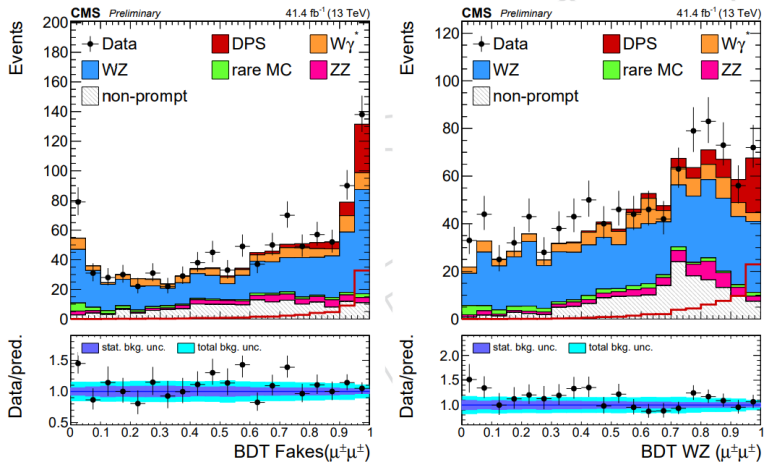 CMS Preliminary 41.4 fb⁻¹ (13 TeV)
Events
200
180
160
140
120
100
80
60
40
20
0
Data
DPS
Wγ*
WZ
rare MC
ZZ
non-prompt
Data/pred.
1.5
1.0
0.5
stat. bkg. unc.
total bkg. unc.
0 0.1 0.2 0.3 0.4 0.5 0.6 0.7 0.8 0.9 1
BDT Fakes(μ±μ±)
CMS Preliminary 41.4 fb⁻¹ (13 TeV)
Events
120
100
80
60
40
20
0
Data
DPS
Wγ*
WZ
rare MC
ZZ
non-prompt
Data/pred.
2.0
1.5
1.0
stat. bkg. unc.
total bkg. unc.
0 0.1 0.2 0.3 0.4 0.5 0.6 0.7 0.8 0.9 1
BDT WZ (μ±μ±)